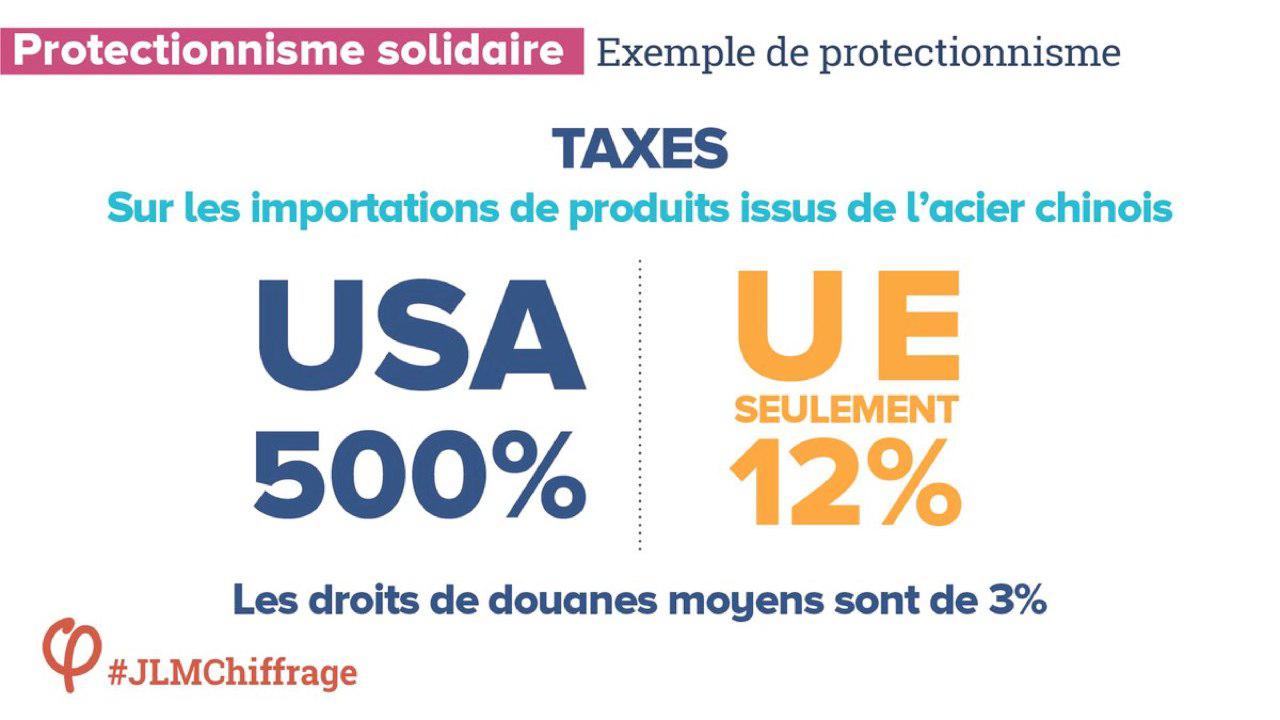 Protectionnisme solidaire Exemple de protectionnisme
TAXES
Sur les importations de produits issus de l'acier chinois
USA
500%
UE
SEULEMENT
12%
Les droits de douanes moyens sont de 3%
φ #JLMChiffrage